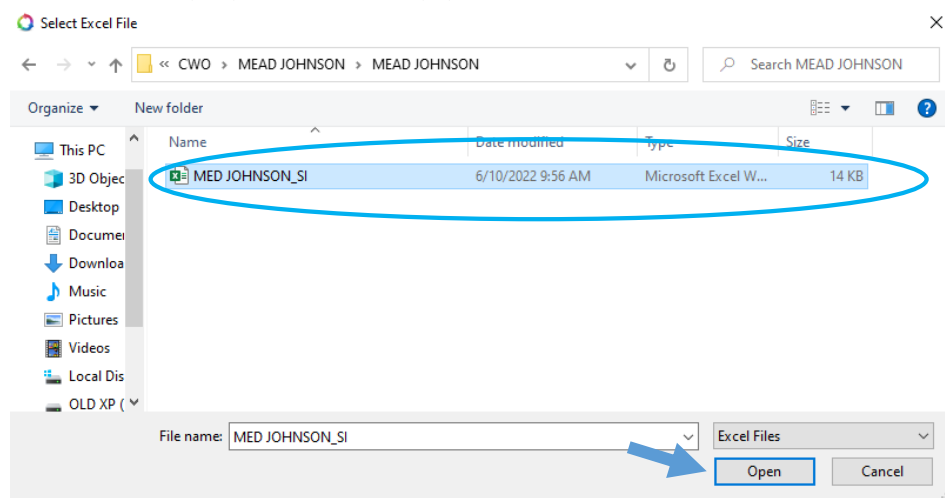 Select Excel File
« CWO > MEAD JOHNSON > MEAD JOHNSON
Search MEAD JOHNSON
Organize New folder
Name Date modified Type Size
This PC
MED JOHNSON_SI 6/10/2022 9:56 AM Microsoft Excel W... 14 KB
3D Objec
Desktop
Documen
Downloa
Music
Pictures
Videos
Local Dis
OLD XP (
File name: MED JOHNSON_SI
Excel Files
Open Cancel